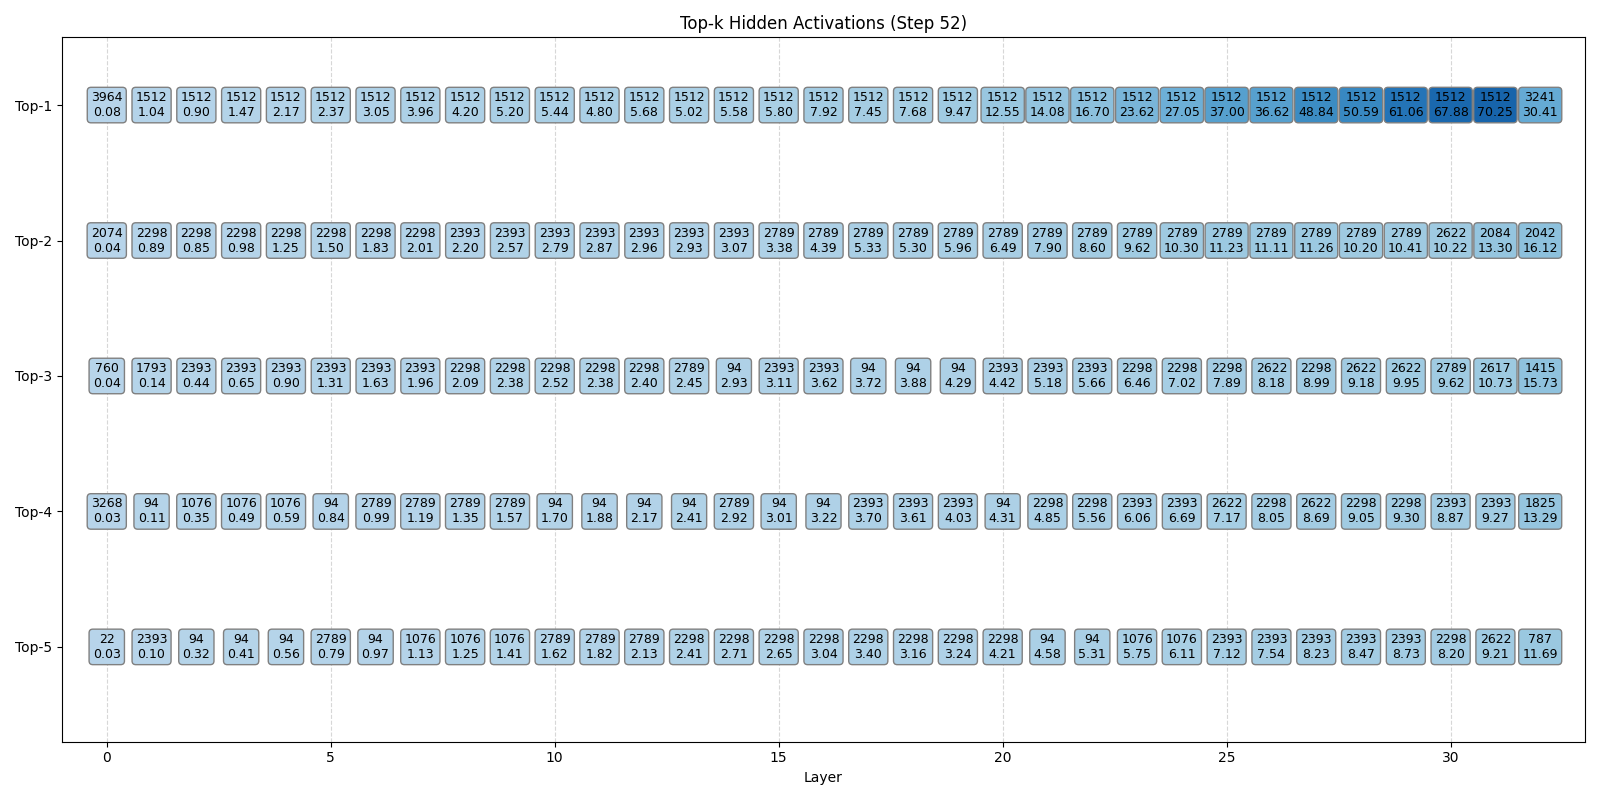 Top-k Hidden Activations (Step 52)
Top-1
3964 1512 1512 1512 1512 1512 1512 1512 1512 1512 1512 1512 1512 1512 1512 1512 1512 1512 1512 1512 1512 1512 1512 1512 1512 1512 1512 1512 1512 1512 1512 1512 3241
0.08 1.04 0.90 1.47 2.17 2.37 3.05 3.96 4.20 5.20 5.44 4.80 5.68 5.02 5.58 5.80 7.92 7.45 7.68 9.47 12.55 14.08 16.70 23.62 27.05 37.00 36.62 48.84 50.59 61.06 67.88 70.25 30.41
Top-2
2074 2298 2298 2298 2298 2298 2298 2298 2393 2393 2393 2393 2393 2393 2393 2789 2789 2789 2789 2789 2789 2789 2789 2789 2789 2789 2789 2789 2789 2789 2622 2084 2042
0.04 0.89 0.85 0.98 1.25 1.50 1.83 2.01 2.20 2.57 2.79 2.87 2.96 2.93 3.07 3.38 4.39 5.33 5.30 5.96 6.49 7.90 8.60 9.62 10.30 11.23 11.11 11.26 10.20 10.41 10.22 13.30 16.12
Top-3
760 1793 2393 2393 2393 2393 2393 2393 2298 2298 2298 2298 2298 2789 94 2393 2393 94 94 94 2393 2393 2393 2298 2298 2298 2622 2298 2622 2622 2789 2617 1415
0.04 0.14 0.44 0.65 0.90 1.31 1.63 1.96 2.09 2.38 2.52 2.38 2.40 2.45 2.93 3.11 3.62 3.72 3.88 4.29 4.42 5.18 5.66 6.46 7.02 7.89 8.18 8.99 9.18 9.95 9.62 10.73 15.73
Top-4
3268 94 1076 1076 1076 94 2789 2789 2789 2789 94 94 94 94 2789 94 94 2393 2393 2393 94 2298 2298 2393 2393 2622 2298 2622 2298 2298 2393 2393 1825
0.03 0.11 0.35 0.49 0.59 0.84 0.99 1.19 1.35 1.57 1.70 1.88 2.17 2.41 2.92 3.01 3.22 3.70 3.61 4.03 4.31 4.85 5.56 6.06 6.69 7.17 8.05 8.69 9.05 9.30 8.87 9.27 13.29
Top-5
22 2393 94 94 94 2789 94 1076 1076 1076 2789 2789 2789 2298 2298 2298 2298 2298 2298 2298 2298 94 94 1076 1076 2393 2393 2393 2393 2393 2298 2622 787
0.03 0.10 0.32 0.41 0.56 0.79 0.97 1.13 1.25 1.41 1.62 1.82 2.13 2.41 2.71 2.65 3.04 3.40 3.16 3.24 4.21 4.58 5.31 5.75 6.11 7.12 7.54 8.23 8.47 8.73 8.20 9.21 11.69
0 5 10 15 20 25 30
Layer